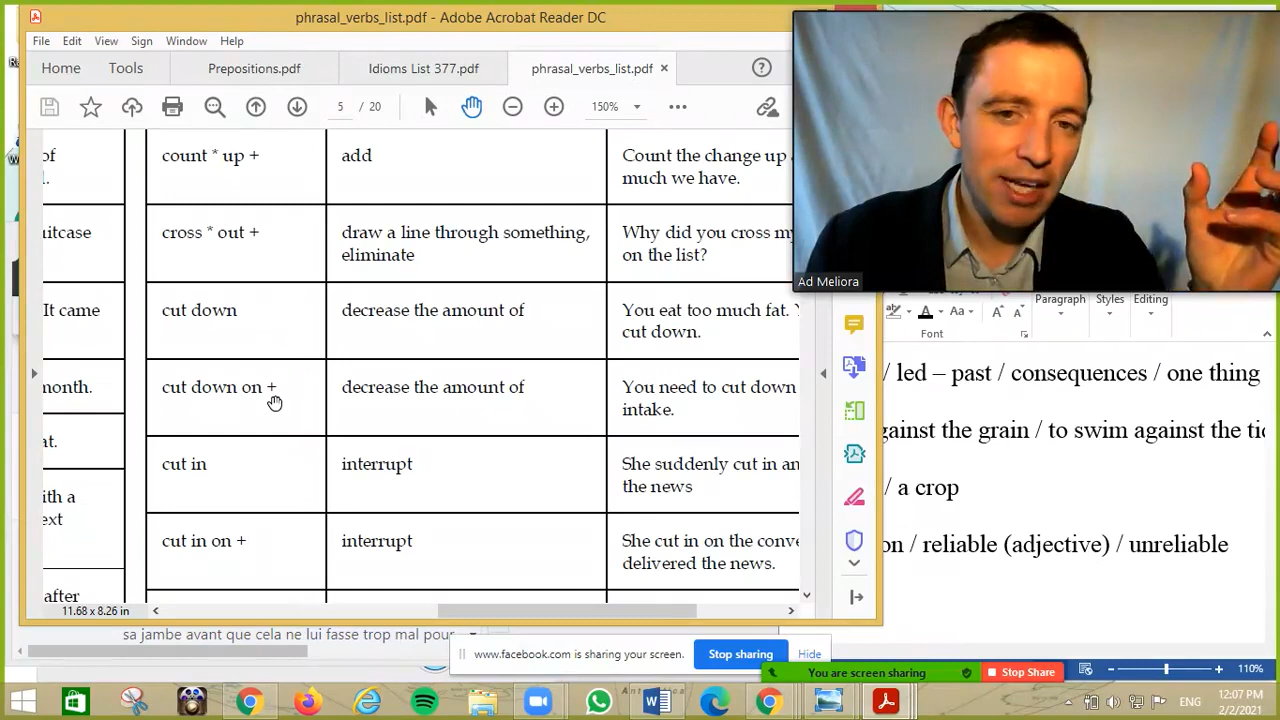 phrasal_verbs_list.pdf - Adobe Acrobat Reader DC
File Edit View Sign Window Help
Home Tools Prepositions.pdf Idioms List 377.pdf phrasal_verbs_list.pdf ×
5 / 20 150%
of
l.
count * up +
add
Count the change up
much we have.
uitcase
cross * out +
draw a line through something,
eliminate
Why did you cross my
on the list?
It came
cut down
decrease the amount of
You eat too much fat.
cut down.
month.
cut down on +
decrease the amount of
You need to cut down
intake.
at.
cut in
interrupt
She suddenly cut in an
the news
ith a
ext
cut in on +
interrupt
She cut in on the conve
delivered the news.
after
11.68 x 8.26 in
Ad Meliora
Paragraph Styles Editing
Aa
Font
/ led – past / consequences / one thing
gainst the grain / to swim against the tid
/ a crop
on / reliable (adjective) / unreliable
sa jambe avant que cela ne lui fasse trop mal pour
www.facebook.com is sharing your screen. Stop sharing Hide
You are screen sharing Stop Share
110%
ENG
12:07 PM
2/2/2021